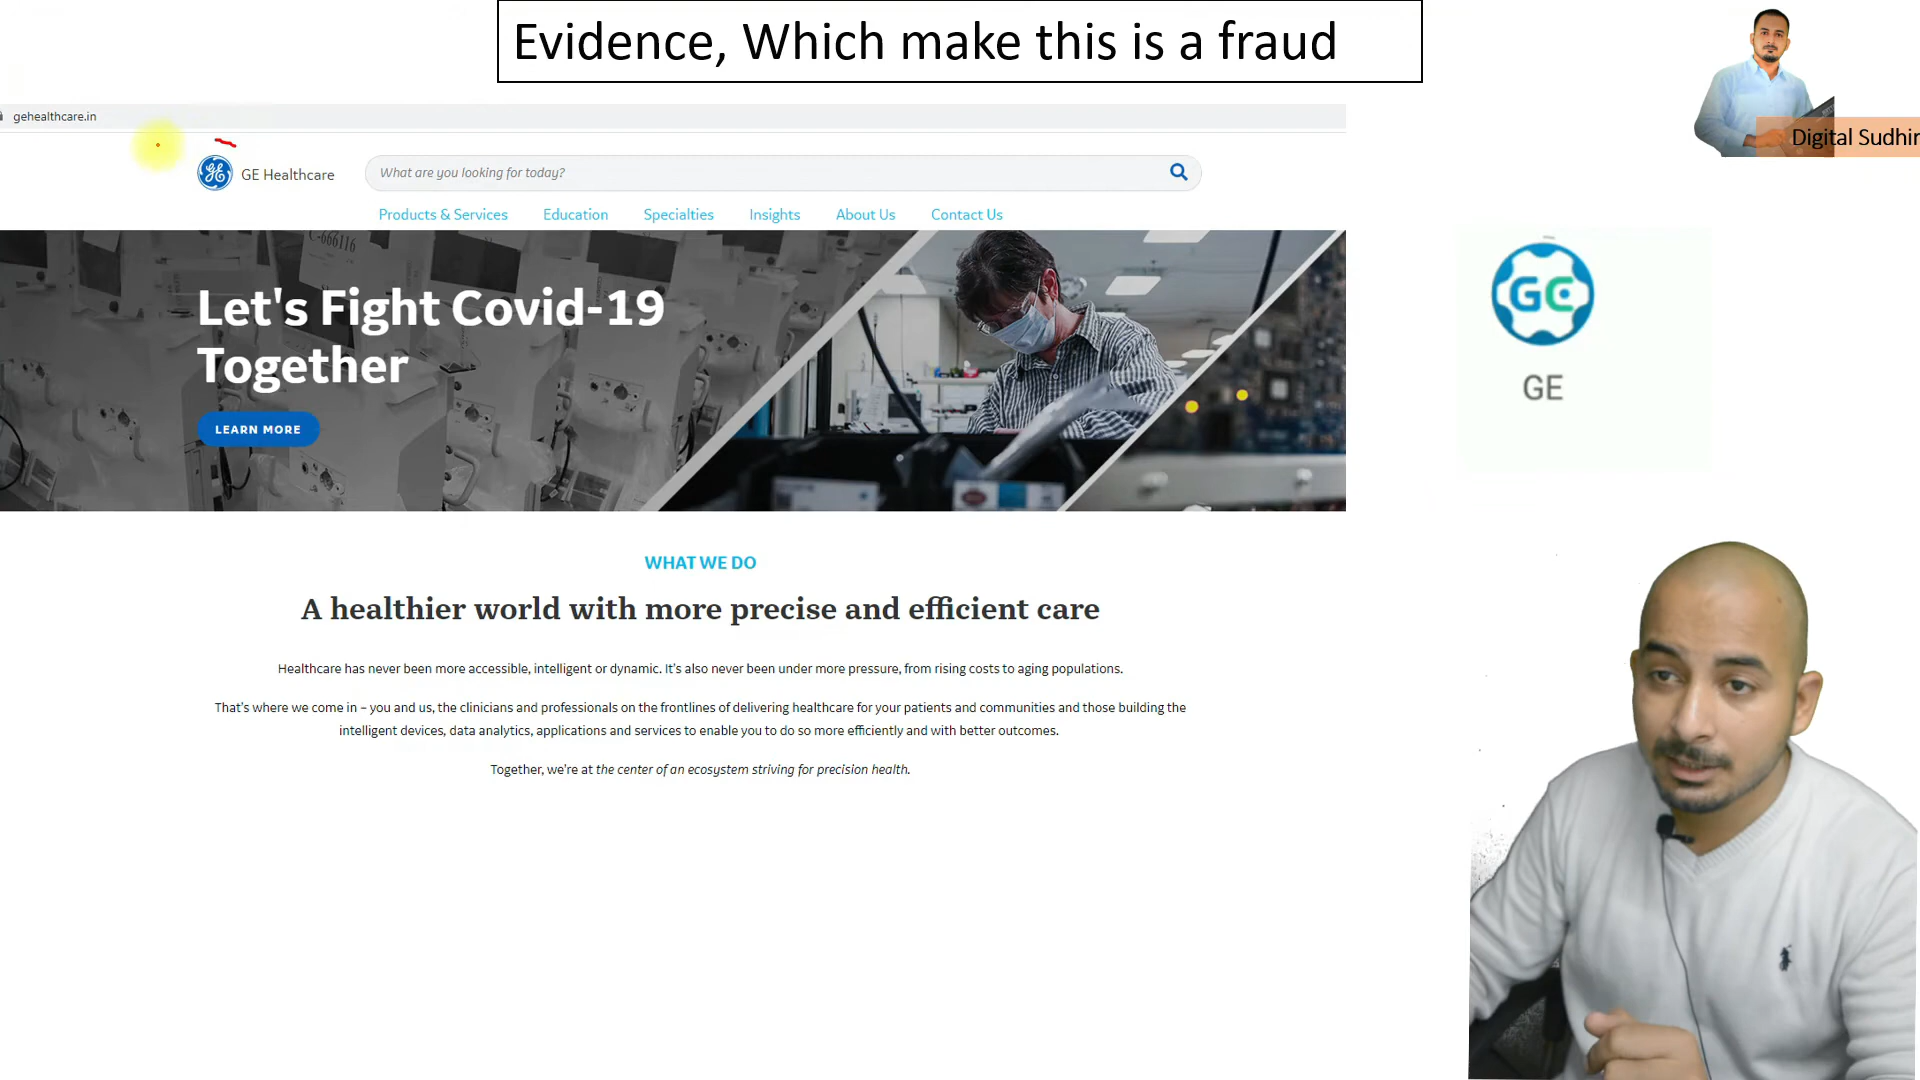 Evidence, Which make this is a fraud
Digital Sudhir
gehealthcare.in
GE Healthcare
What are you looking for today?
Products & Services Education Specialties Insights About Us Contact Us
C-666116
Let's Fight Covid-19
Together
LEARN MORE
GE
GE
WHAT WE DO
A healthier world with more precise and efficient care
Healthcare has never been more accessible, intelligent or dynamic. It's also never been under more pressure, from rising costs to aging populations.
That's where we come in – you and us, the clinicians and professionals on the frontlines of delivering healthcare for your patients and communities and those building the
intelligent devices, data analytics, applications and services to enable you to do so more efficiently and with better outcomes.
Together, we're at the center of an ecosystem striving for precision health.